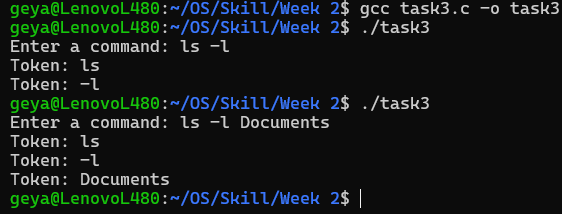 geya@LenovoL480:~/OS/Skill/Week 2$ gcc task3.c -o task3
geya@LenovoL480:~/OS/Skill/Week 2$ ./task3
Enter a command: ls -l
Token: ls
Token: -l
geya@LenovoL480:~/OS/Skill/Week 2$ ./task3
Enter a command: ls -l Documents
Token: ls
Token: -l
Token: Documents
geya@LenovoL480:~/OS/Skill/Week 2$